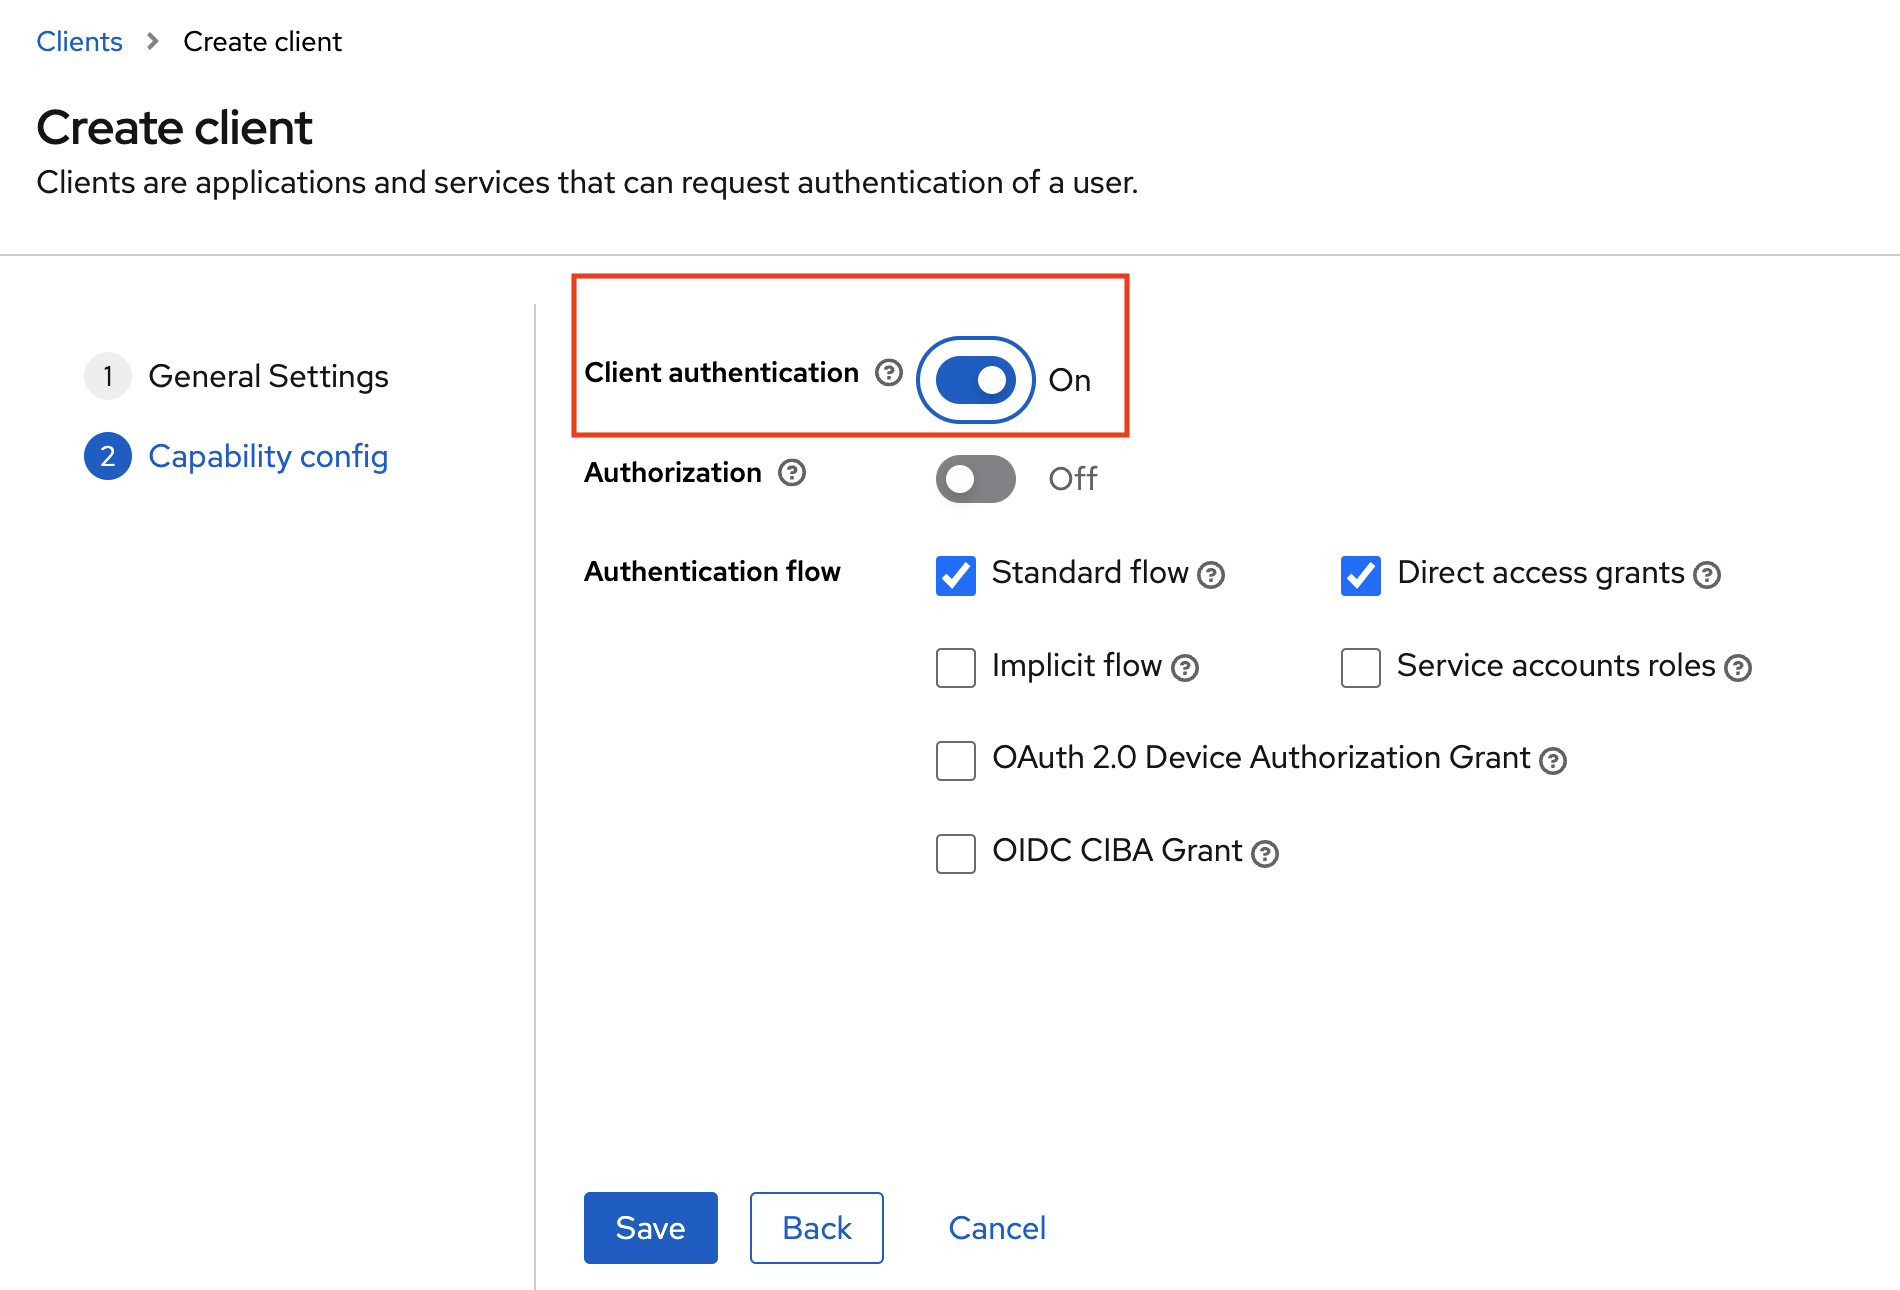 Clients > Create client
Create client
Clients are applications and services that can request authentication of a user.
1 General Settings
2 Capability config
Client authentication ? On
Authorization ? Off
Authentication flow
Standard flow ? Direct access grants ?
Implicit flow ? Service accounts roles ?
OAuth 2.0 Device Authorization Grant ?
OIDC CIBA Grant ?
Save Back Cancel